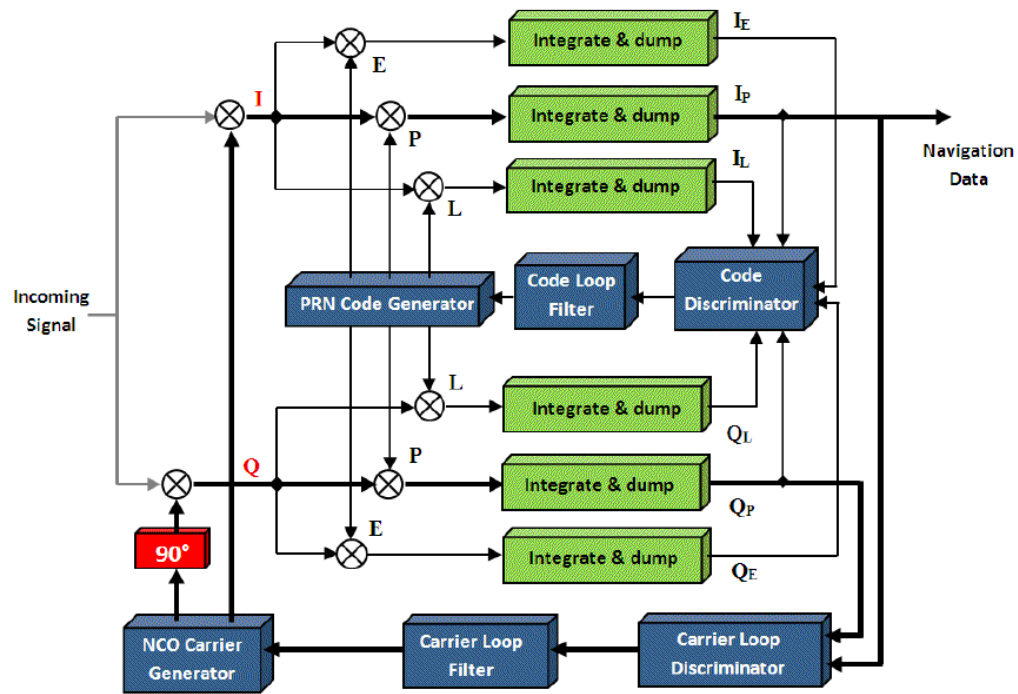 Integrate & dump
I_E
E
I
Integrate & dump
I_P
P
Navigation
Data
Integrate & dump
I_L
L
Incoming
Signal
PRN Code Generator
Code Loop
Filter
Code
Discriminator
L
Integrate & dump
Q_L
Q
P
Integrate & dump
Q_P
E
90°
Integrate & dump
Q_E
NCO Carrier
Generator
Carrier Loop
Filter
Carrier Loop
Discriminator